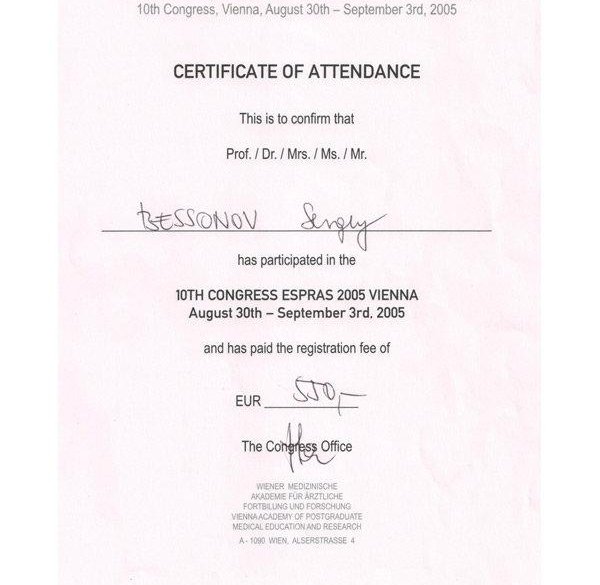 10th Congress, Vienna, August 30th – September 3rd, 2005
CERTIFICATE OF ATTENDANCE
This is to confirm that
Prof. / Dr. / Mrs. / Ms. / Mr.
BESSONOV Sergey
has participated in the
10TH CONGRESS ESPRAS 2005 VIENNA
August 30th – September 3rd, 2005
and has paid the registration fee of
EUR 550,-
The Congress Office
WIENER MEDIZINISCHE
AKADEMIE FÜR ÄRZTLICHE
FORTBILUNG UND FORSCHUNG
VIENNA ACADEMY OF POSTGRADUATE
MEDICAL EDUCATION AND RESEARCH
A - 1090 WIEN, ALSERSTRASSE 4